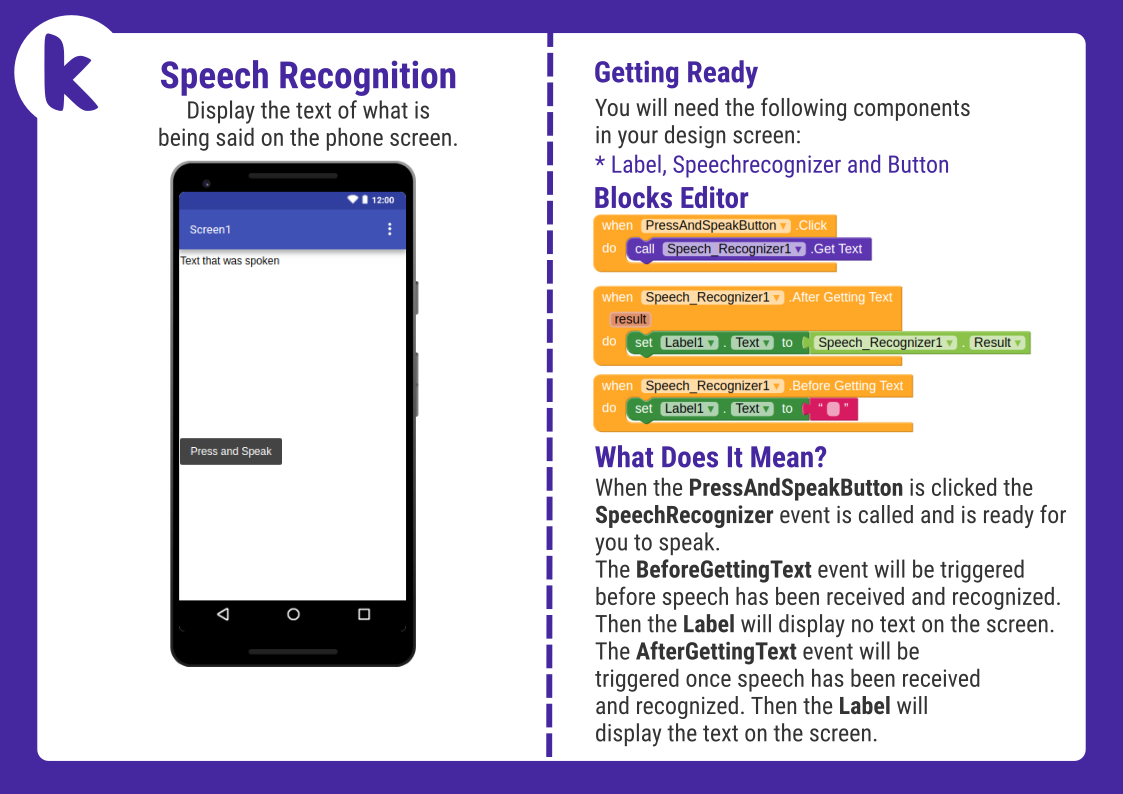 k
Speech Recognition
Display the text of what is
being said on the phone screen.
12:00
Screen1
Text that was spoken
Press and Speak
Getting Ready
You will need the following components
in your design screen:
* Label, Speechrecognizer and Button
Blocks Editor
when PressAndSpeakButton .Click
do call Speech_Recognizer1 .Get Text
when Speech_Recognizer1 .After Getting Text
result
do set Label1 . Text to Speech_Recognizer1 . Result
when Speech_Recognizer1 .Before Getting Text
do set Label1 . Text to “ ”
What Does It Mean?
When the PressAndSpeakButton is clicked the
SpeechRecognizer event is called and is ready for
you to speak.
The BeforeGettingText event will be triggered
before speech has been received and recognized.
Then the Label will display no text on the screen.
The AfterGettingText event will be
triggered once speech has been received
and recognized. Then the Label will
display the text on the screen.